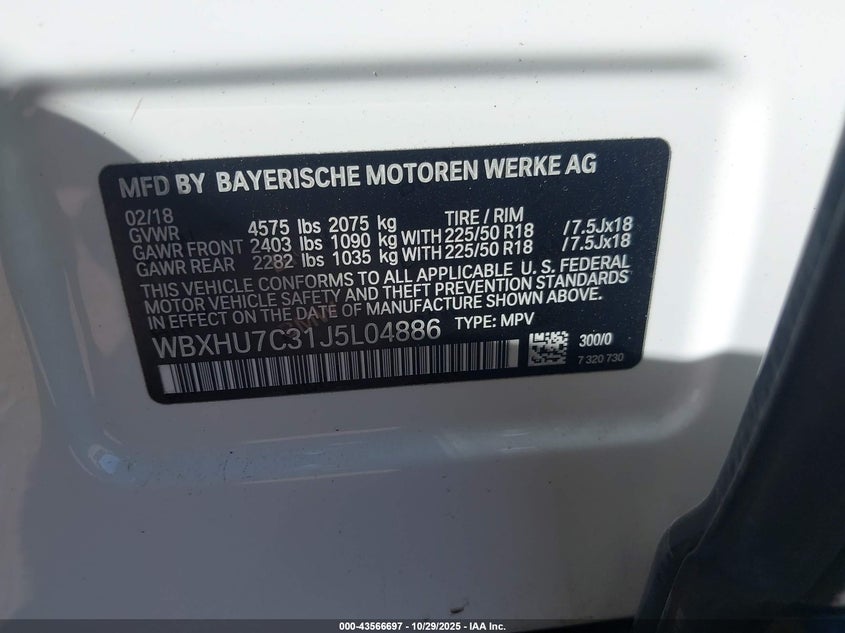 MFD BY BAYERISCHE MOTOREN WERKE AG
02/18
GVWR 4575 lbs 2075 kg TIRE / RIM
GAWR FRONT 2403 lbs 1090 kg WITH 225/50 R18 /7.5Jx18
GAWR REAR 2282 lbs 1035 kg WITH 225/50 R18 /7.5Jx18
THIS VEHICLE CONFORMS TO ALL APPLICABLE U. S. FEDERAL
MOTOR VEHICLE SAFETY AND THEFT PREVENTION STANDARDS
IN EFFECT ON THE DATE OF MANUFACTURE SHOWN ABOVE.
WBXHU7C31J5L04886 TYPE: MPV
300/0
7 320 730
000-43566697 - 10/29/2025 - IAA Inc.